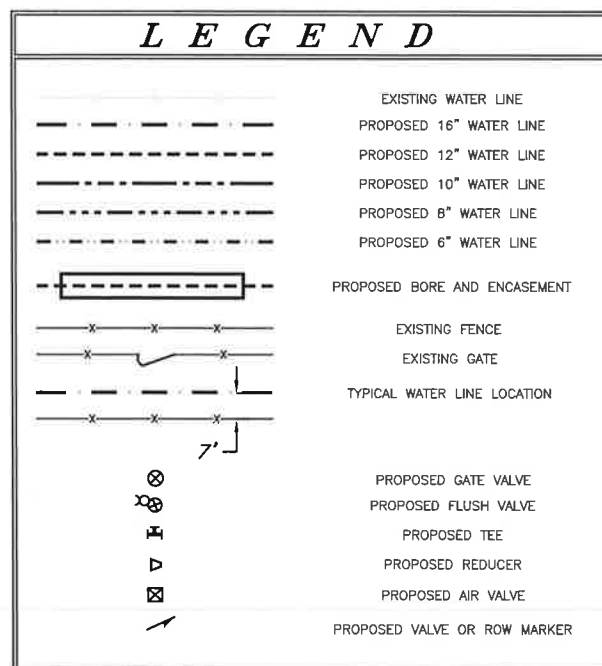 LEGEND
EXISTING WATER LINE
PROPOSED 16" WATER LINE
PROPOSED 12" WATER LINE
PROPOSED 10" WATER LINE
PROPOSED 8" WATER LINE
PROPOSED 6" WATER LINE
PROPOSED BORE AND ENCASEMENT
EXISTING FENCE
EXISTING GATE
TYPICAL WATER LINE LOCATION
7'
PROPOSED GATE VALVE
PROPOSED FLUSH VALVE
PROPOSED TEE
PROPOSED REDUCER
PROPOSED AIR VALVE
PROPOSED VALVE OR ROW MARKER